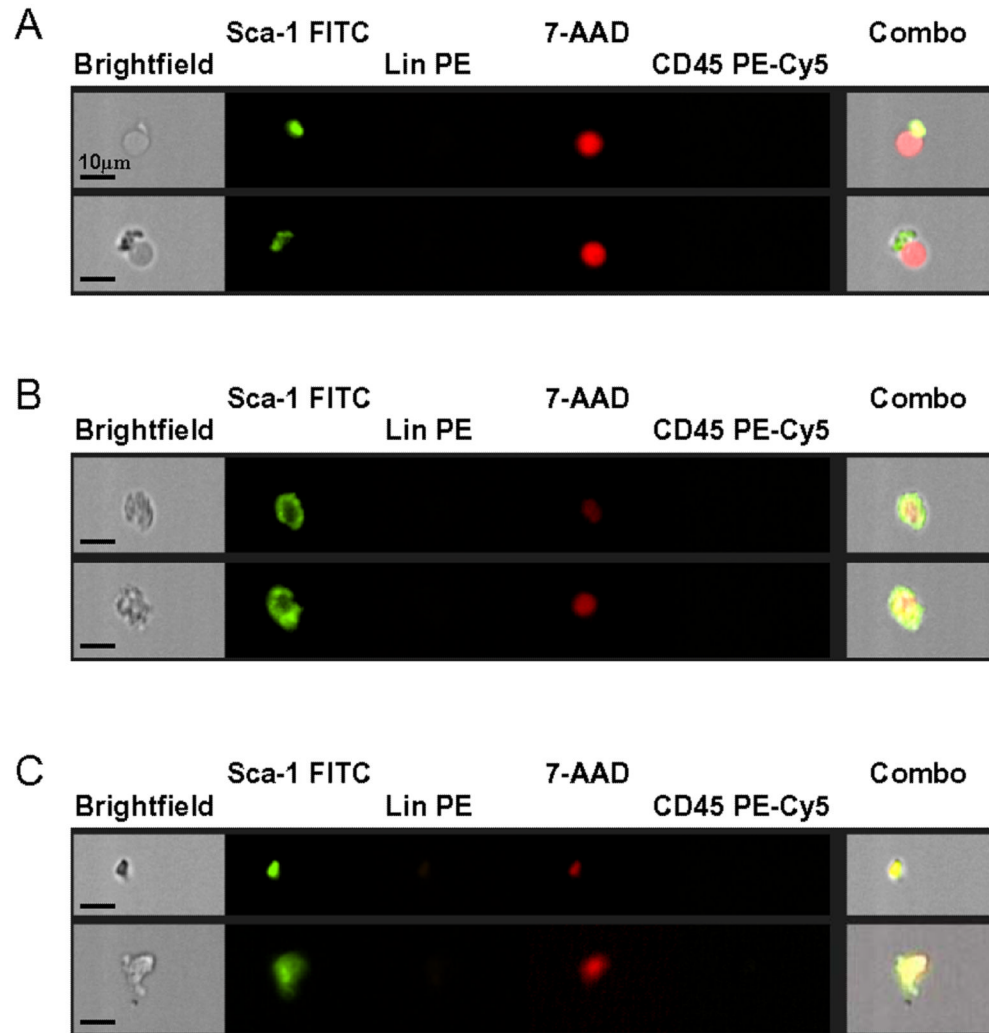 A
Sca-1 FITC 7-AAD Combo
Brightfield Lin PE CD45 PE-Cy5
10μm
B
Sca-1 FITC 7-AAD Combo
Brightfield Lin PE CD45 PE-Cy5
C
Sca-1 FITC 7-AAD Combo
Brightfield Lin PE CD45 PE-Cy5